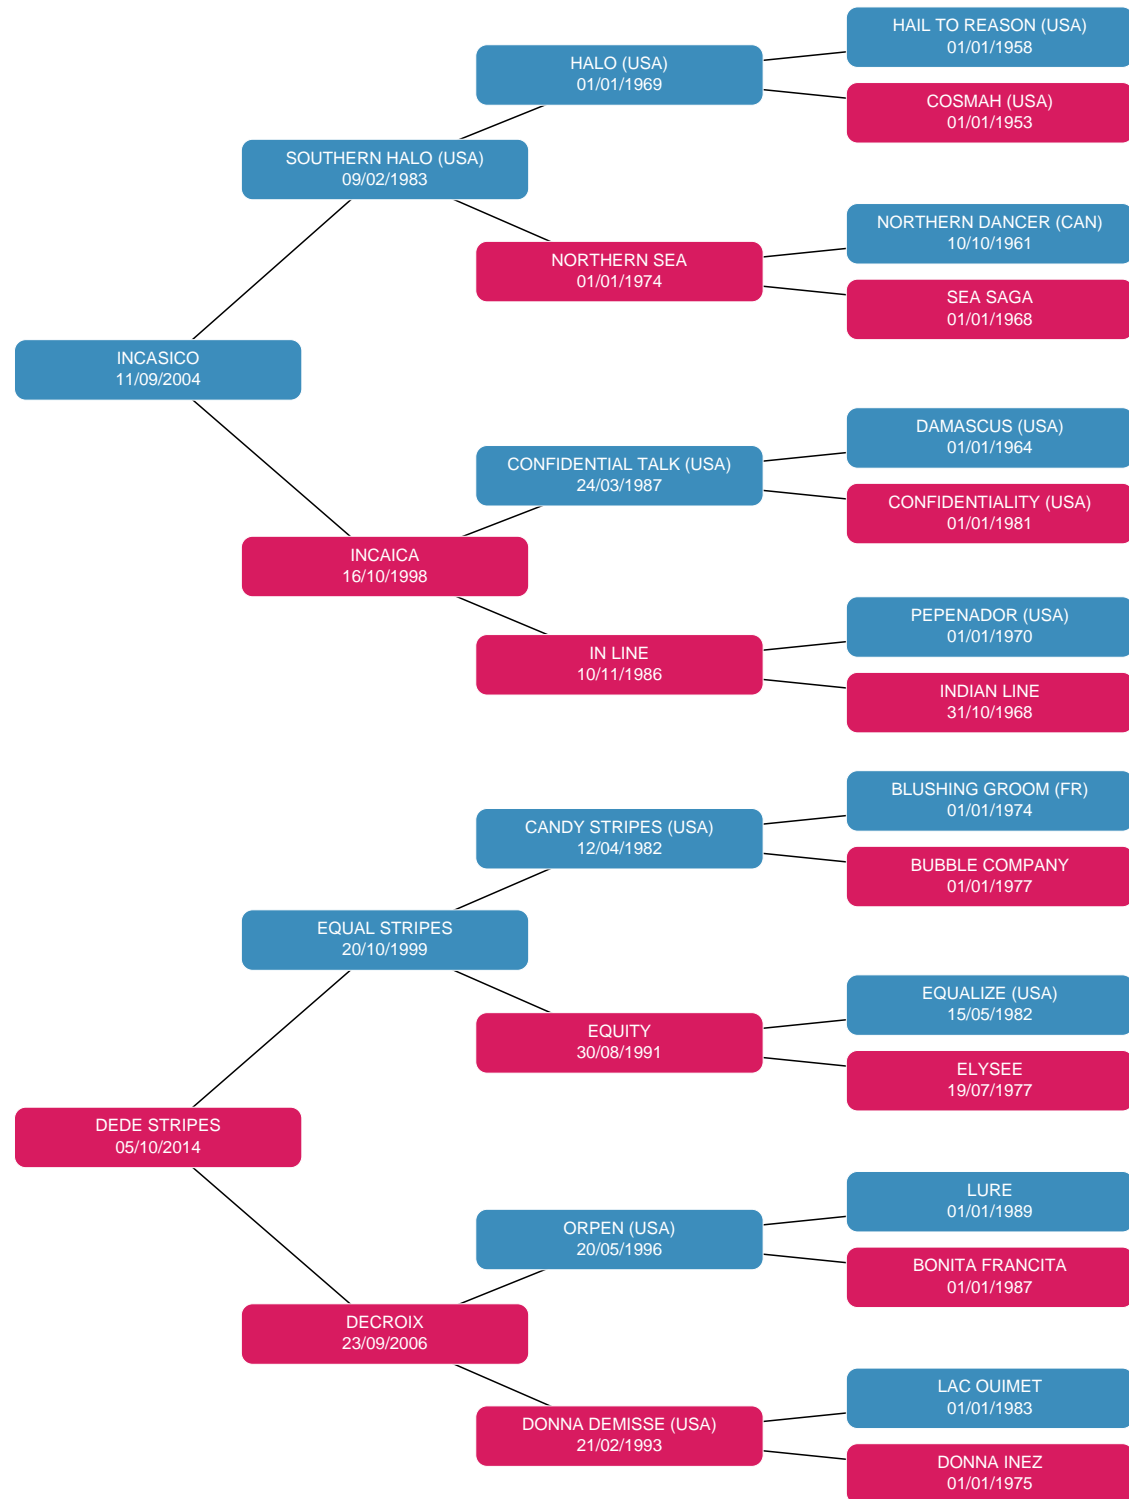 HAIL TO REASON (USA)
01/01/1958
HALO (USA)
01/01/1969
COSMAH (USA)
01/01/1953
SOUTHERN HALO (USA)
09/02/1983
NORTHERN DANCER (CAN)
10/10/1961
NORTHERN SEA
01/01/1974
SEA SAGA
01/01/1968
INCASICO
11/09/2004
DAMASCUS (USA)
01/01/1964
CONFIDENTIAL TALK (USA)
24/03/1987
CONFIDENTIALITY (USA)
01/01/1981
INCAICA
16/10/1998
PEPENADOR (USA)
01/01/1970
IN LINE
10/11/1986
INDIAN LINE
31/10/1968
BLUSHING GROOM (FR)
01/01/1974
CANDY STRIPES (USA)
12/04/1982
BUBBLE COMPANY
01/01/1977
EQUAL STRIPES
20/10/1999
EQUALIZE (USA)
15/05/1982
EQUITY
30/08/1991
ELYSEE
19/07/1977
DEDE STRIPES
05/10/2014
LURE
01/01/1989
ORPEN (USA)
20/05/1996
BONITA FRANCITA
01/01/1987
DECROIX
23/09/2006
LAC OUIMET
01/01/1983
DONNA DEMISSE (USA)
21/02/1993
DONNA INEZ
01/01/1975